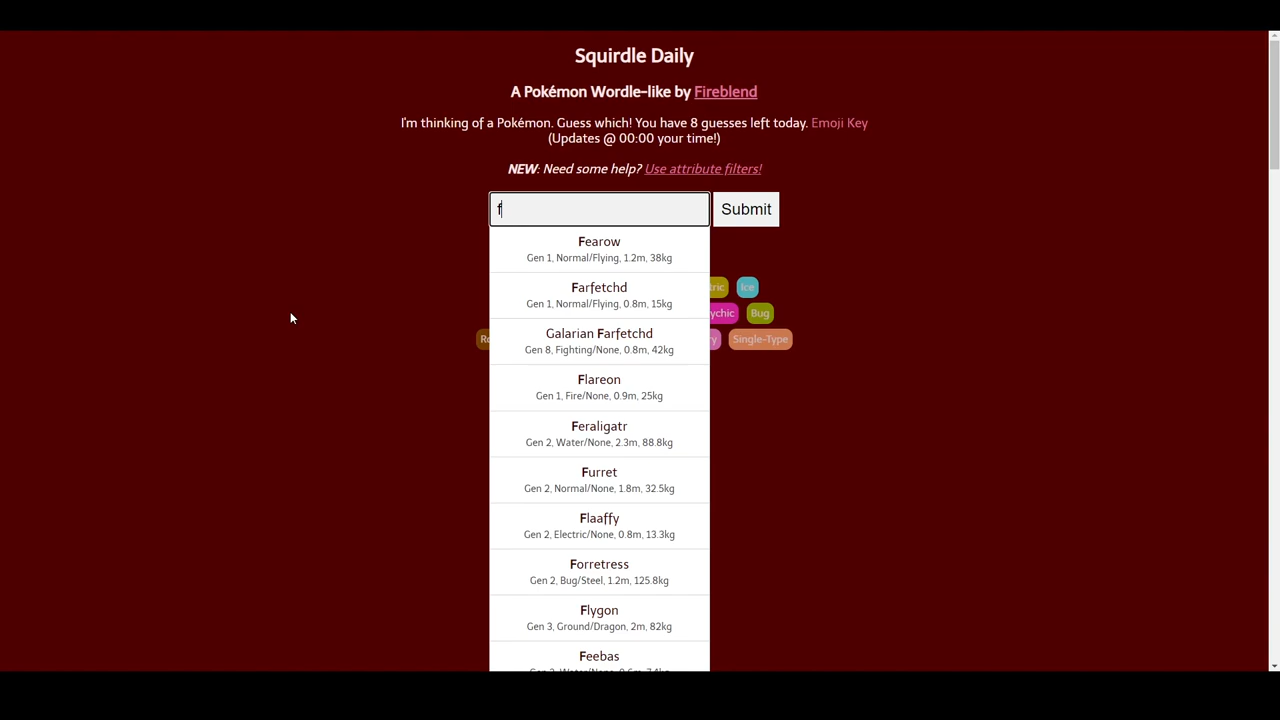 Squirdle Daily
A Pokémon Wordle-like by Fireblend
I'm thinking of a Pokémon. Guess which! You have 8 guesses left today. Emoji Key
(Updates @ 00:00 your time!)
NEW: Need some help? Use attribute filters!
f
Submit
Fearow
Gen 1, Normal/Flying, 1.2m, 38kg
Farfetchd
Gen 1, Normal/Flying, 0.8m, 15kg
Ice
Bug
Galarian Farfetchd
Gen 8, Fighting/None, 0.8m, 42kg
Single-Type
Flareon
Gen 1, Fire/None, 0.9m, 25kg
Feraligatr
Gen 2, Water/None, 2.3m, 88.8kg
Furret
Gen 2, Normal/None, 1.8m, 32.5kg
Flaaffy
Gen 2, Electric/None, 0.8m, 13.3kg
Forretress
Gen 2, Bug/Steel, 1.2m, 125.8kg
Flygon
Gen 3, Ground/Dragon, 2m, 82kg
Feebas